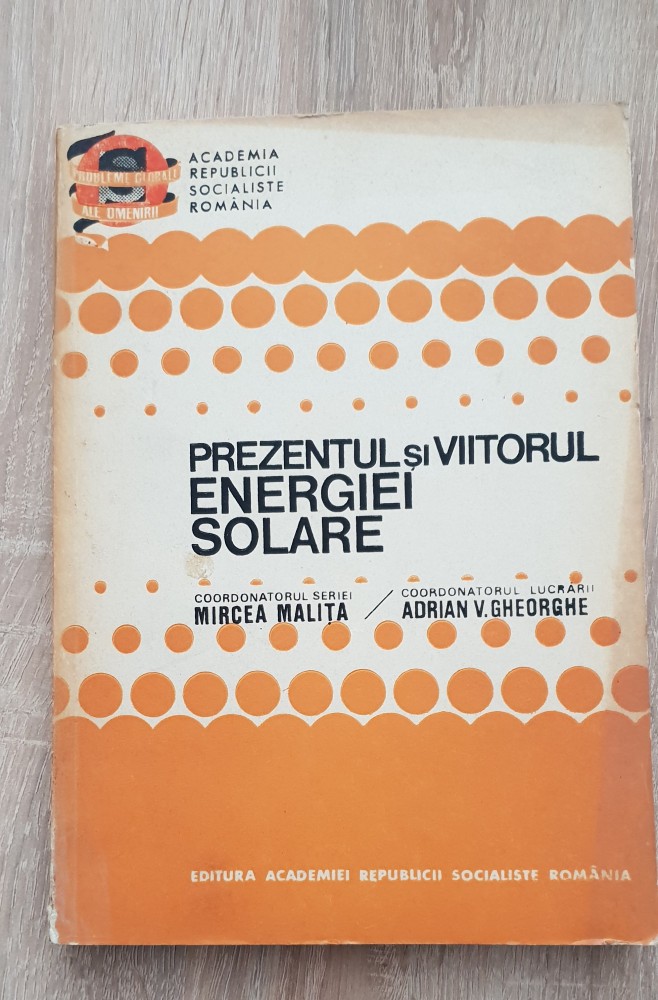 PROBLEME GLOBALE
ALE OMENIRII
ACADEMIA
REPUBLICII
SOCIALISTE
ROMÂNIA
PREZENTUL ȘI VIITORUL
ENERGIEI
SOLARE
COORDONATORUL SERIEI
MIRCEA MALIȚA
/
COORDONATORUL LUCRĂRII
ADRIAN V. GHEORGHE
EDITURA ACADEMIEI REPUBLICII SOCIALISTE ROMÂNIA